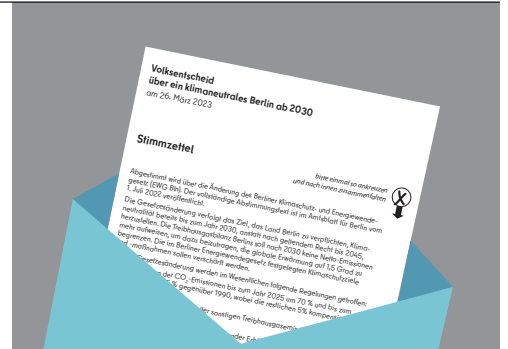 Volksentscheid
über ein klimaneutrales Berlin ab 2030
am 26. März 2023
Stimmzettel
bitte einmal so ankreuzen
und nach innen zusammenfalten
X
Abgestimmt wird über die Änderung des Berliner Klimaschutz- und Energiewende-
gesetz (EWG Bln). Der vollständige Abstimmungstext ist im Amtsblatt für Berlin vom
1. Juli 2022 veröffentlicht.
Die Gesetzesänderung verfolgt das Ziel, das Land Berlin zu verpflichten, Klima-
neutralität bereits bis zum Jahr 2030, anstatt nach geltendem Recht bis 2045,
herzustellen. Die Treibhausgasbilanz Berlins soll nach 2030 keine Netto-Emissionen
mehr aufweisen, um dazu beizutragen, die globale Erwärmung auf 1,5 Grad zu
begrenzen. Die im Berliner Energiewendegesetz festgelegten Klimaschutzziele
-maßnahmen sollen verschärft werden.
Gesetzesänderung werden im Wesentlichen folgende Regelungen getroffen:
der CO₂-Emissionen bis zum Jahr 2025 um 70 % und bis zum
% gegenüber 1990, wobei die restlichen 5% kompens
der sonstigen Treibhausgasemis